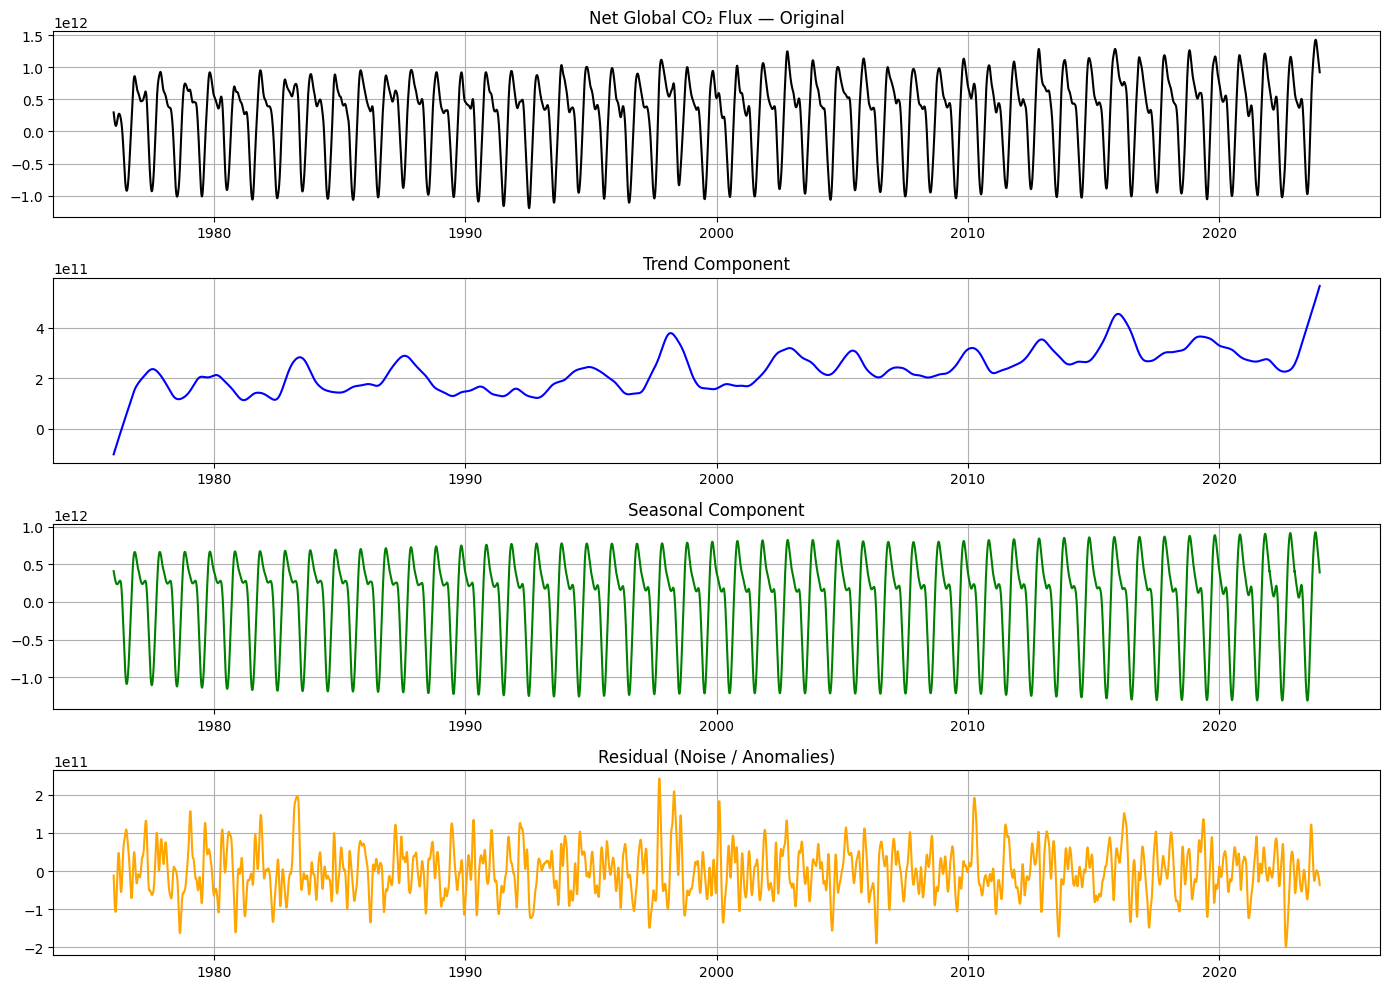 Net Global CO₂ Flux — Original
1e12
1.5
1.0
0.5
0.0
−0.5
−1.0
1980 1990 2000 2010 2020
Trend Component
1e11
4
2
0
1980 1990 2000 2010 2020
Seasonal Component
1e12
1.0
0.5
0.0
−0.5
−1.0
1980 1990 2000 2010 2020
Residual (Noise / Anomalies)
1e11
2
1
0
−1
−2
1980 1990 2000 2010 2020